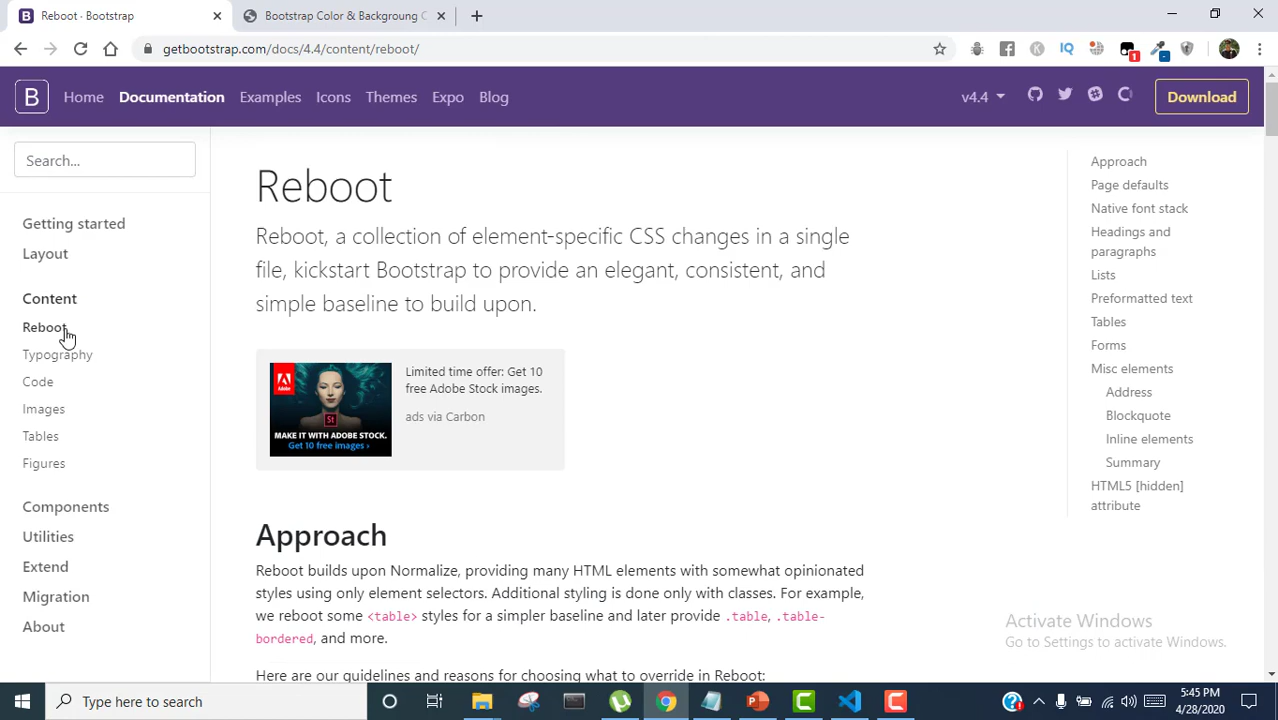 Reboot · Bootstrap
Bootstrap Color & Backgroung C
getbootstrap.com/docs/4.4/content/reboot/
IQ
1
B
Home
Documentation
Examples
Icons
Themes
Expo
Blog
v4.4
Download
Search...
Getting started
Layout
Content
Reboot
Typography
Code
Images
Tables
Figures
Components
Utilities
Extend
Migration
About
Reboot
Reboot, a collection of element-specific CSS changes in a single
file, kickstart Bootstrap to provide an elegant, consistent, and
simple baseline to build upon.
Adobe
St
MAKE IT WITH ADOBE STOCK.
Get 10 free images ›
Limited time offer: Get 10
free Adobe Stock images.
ads via Carbon
Approach
Reboot builds upon Normalize, providing many HTML elements with somewhat opinionated
styles using only element selectors. Additional styling is done only with classes. For example,
we reboot some <table> styles for a simpler baseline and later provide .table, .table-
bordered, and more.
Here are our guidelines and reasons for choosing what to override in Reboot:
Approach
Page defaults
Native font stack
Headings and
paragraphs
Lists
Preformatted text
Tables
Forms
Misc elements
Address
Blockquote
Inline elements
Summary
HTML5 [hidden]
attribute
Activate Windows
Go to Settings to activate Windows.
Type here to search
5:45 PM
4/28/2020